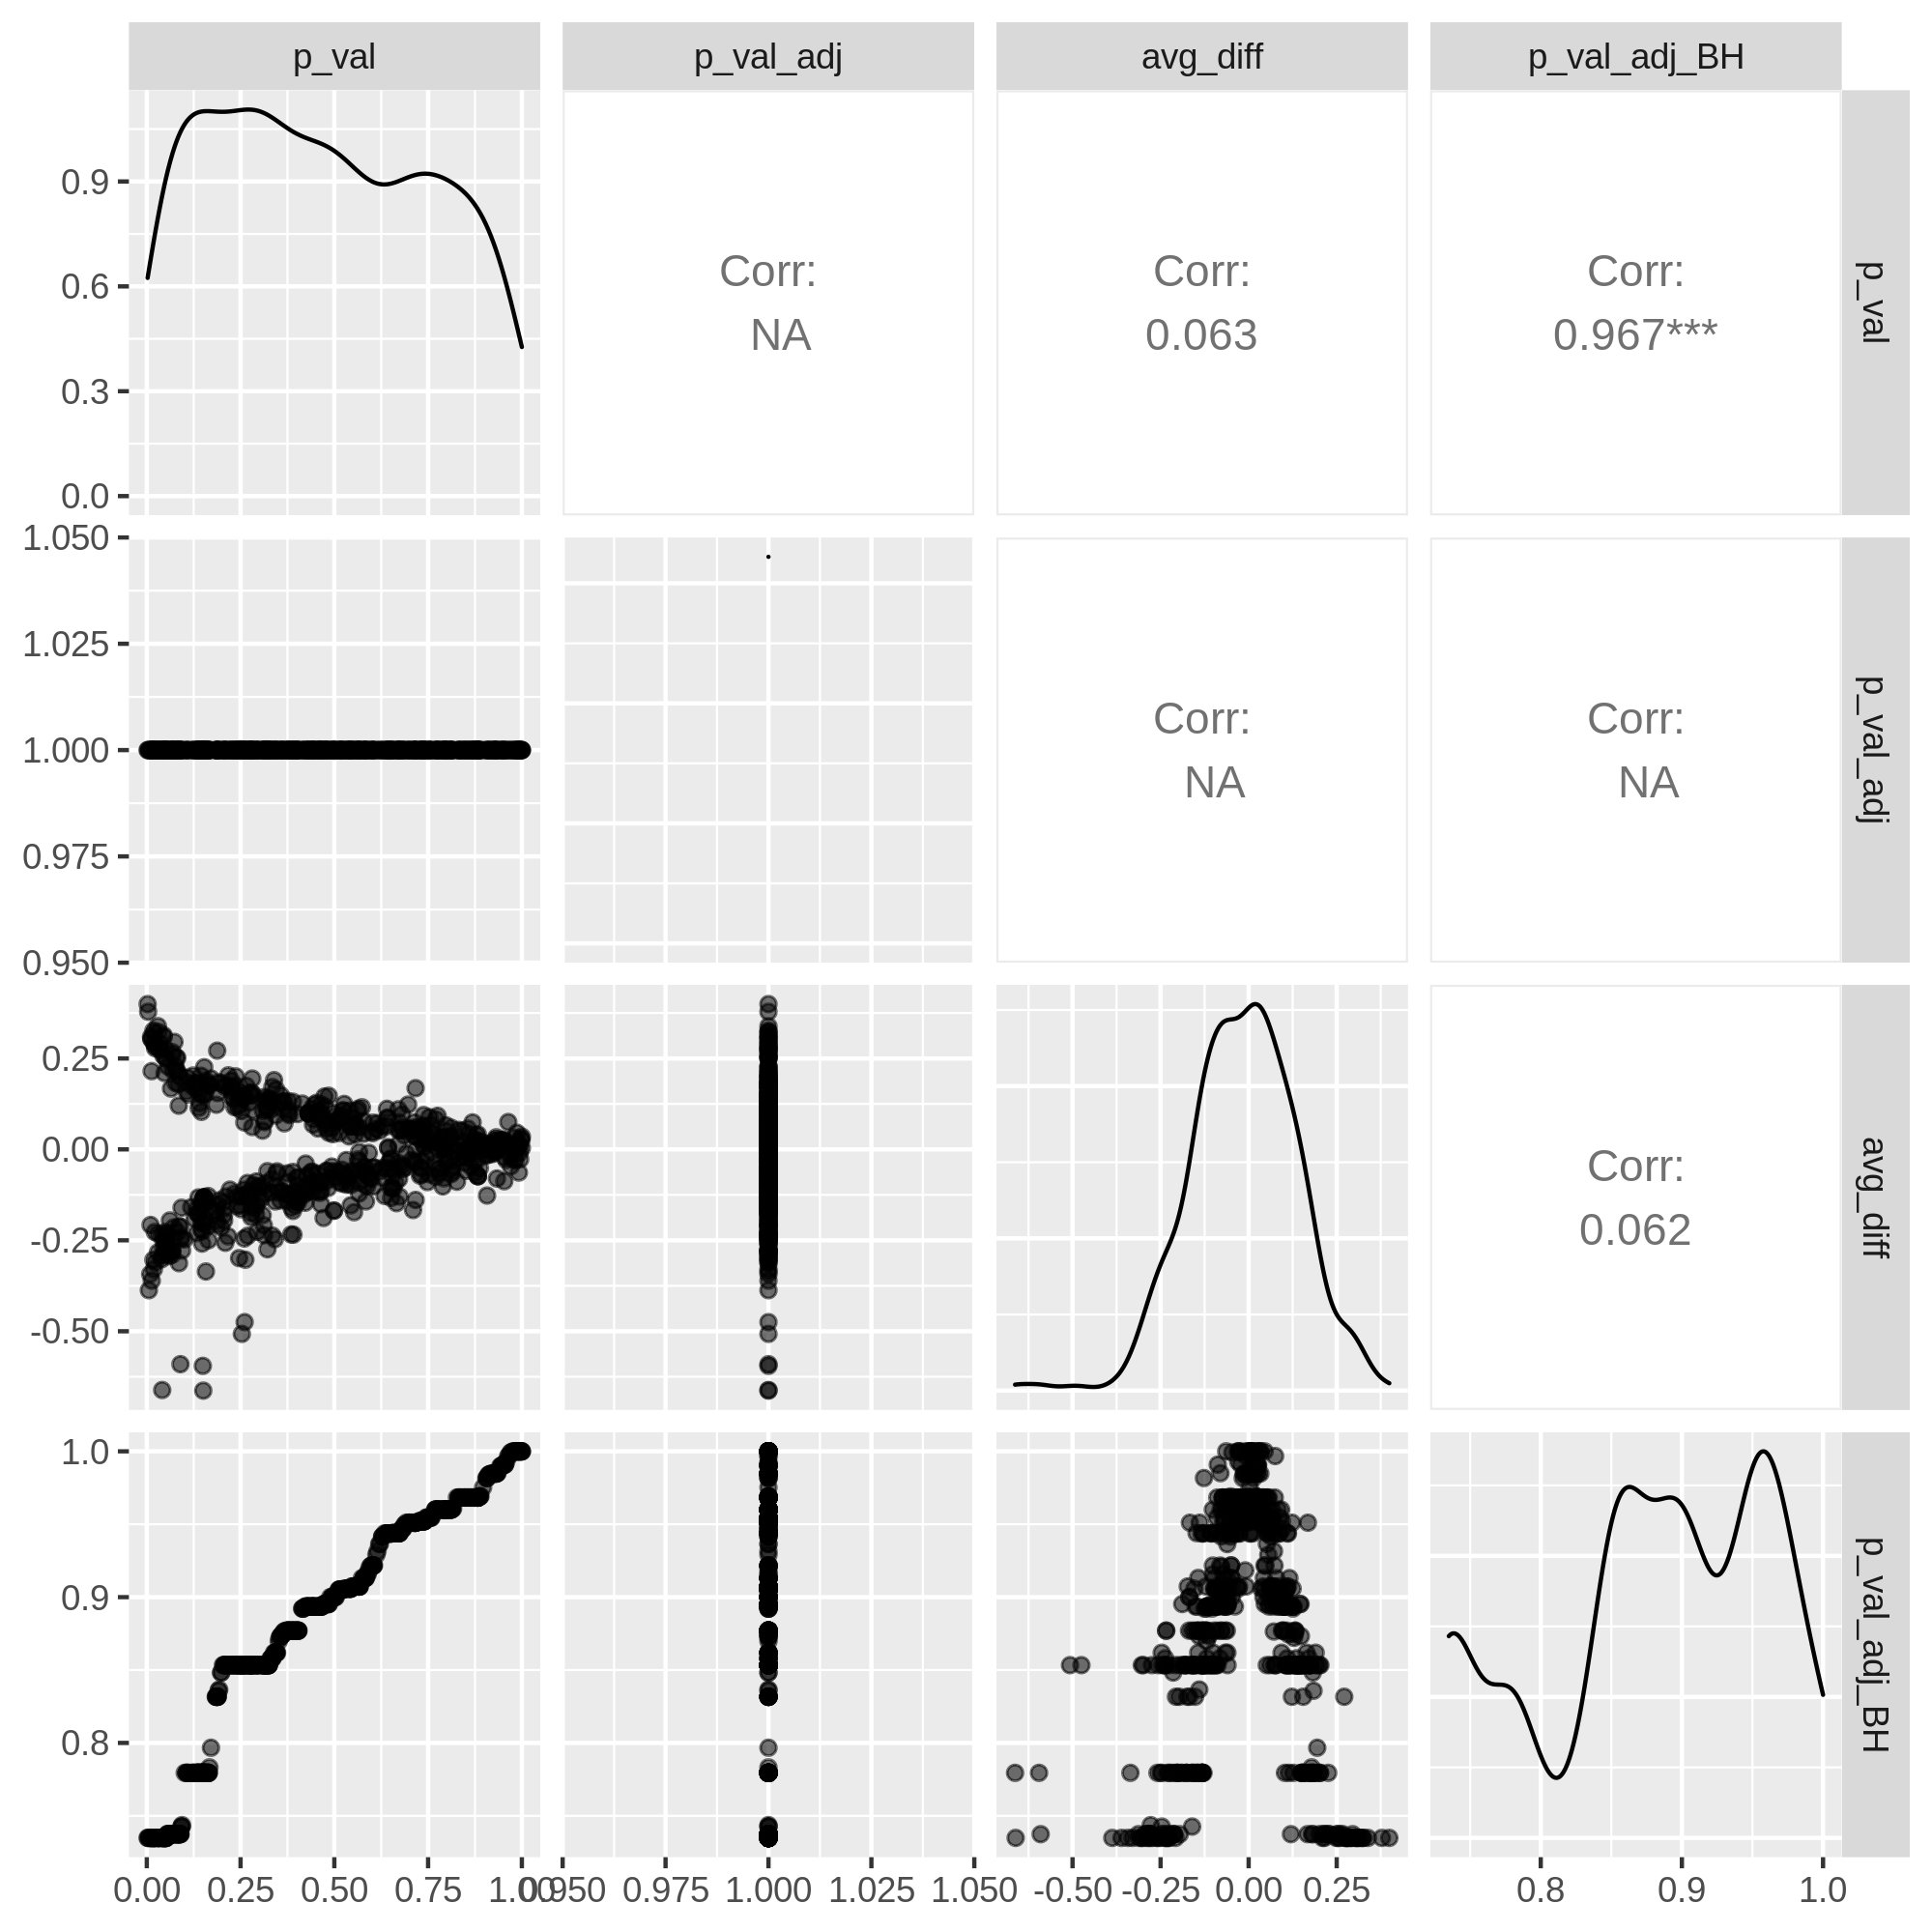 p_val
p_val_adj
avg_diff
p_val_adj_BH
0.9
0.6
0.3
0.0
Corr:
NA
Corr:
0.063
Corr:
0.967***
p_val
1.050
1.025
1.000
0.975
0.950
Corr:
NA
Corr:
NA
p_val_adj
0.25
0.00
-0.25
-0.50
Corr:
0.062
avg_diff
1.0
0.9
0.8
p_val_adj_BH
0.00 0.25 0.50 0.75 1.00
0.950 0.975 1.000 1.025 1.050
-0.50 -0.25 0.00 0.25
0.8 0.9 1.0